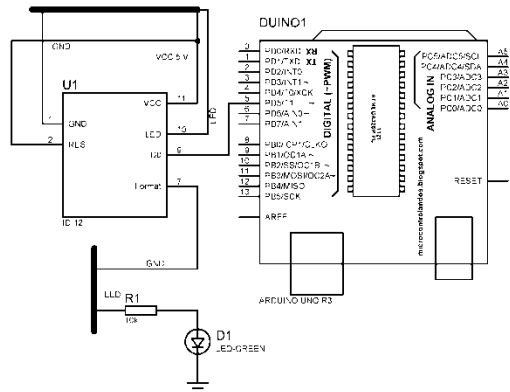 DUINO1
GND
VCC 5 V
U1
1
GND
2
RES
VCC
11
LED
10
LED
D0
9
Format
7
ID 12
GND
LED
R1
10k
D1
LED-GREEN
0
PD0/RXD
RX
1
PD1/TXD
TX
2
PD2/INT0
3
PD3/INT1~
4
PD4/T0/XCK
5
PD5/T1~
6
PD6/AIN0~
7
PD7/AIN1
8
9
PB1/OC1A~
10
PB2/SS/OC1B~
11
PB3/MOSI/OC2A~
12
PB4/MISO
13
PB5/SCK
AREF
DIGITAL (~PWM)
ANALOG IN
PC5/ADC5/SCL
A5
PC4/ADC4/SDA
A4
PC3/ADC3
A3
PC2/ADC2
A2
PC1/ADC1
A1
PC0/ADC0
A0
RESET
microcontrolandos.blogspot.com
ARDUINO UNO R3